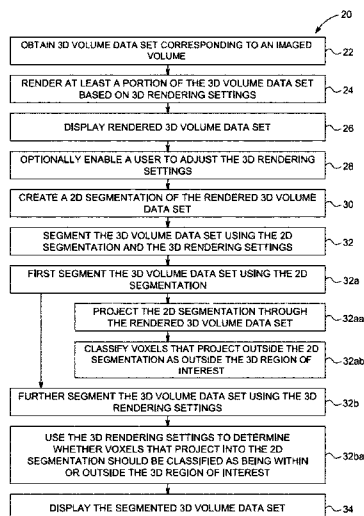 20
OBTAIN 3D VOLUME DATA SET CORRESPONDING TO AN IMAGED
VOLUME
22
RENDER AT LEAST A PORTION OF THE 3D VOLUME DATA SET
BASED ON 3D RENDERING SETTINGS
24
DISPLAY RENDERED 3D VOLUME DATA SET
26
OPTIONALLY ENABLE A USER TO ADJUST THE 3D RENDERING
SETTINGS
28
CREATE A 2D SEGMENTATION OF THE RENDERED 3D VOLUME
DATA SET
30
SEGMENT THE 3D VOLUME DATA SET USING THE 2D
SEGMENTATION AND THE 3D RENDERING SETTINGS
32
FIRST SEGMENT THE 3D VOLUME DATA SET USING THE 2D
SEGMENTATION
32a
PROJECT THE 2D SEGMENTATION THROUGH
THE RENDERED 3D VOLUME DATA SET
32aa
CLASSIFY VOXELS THAT PROJECT OUTSIDE THE 2D
SEGMENTATION AS OUTSIDE THE 3D REGION OF
INTEREST
32ab
FURTHER SEGMENT THE 3D VOLUME DATA SET USING THE 3D
RENDERING SETTINGS
32b
USE THE 3D RENDERING SETTINGS TO DETERMINE
WHETHER VOXELS THAT PROJECT INTO THE 2D
SEGMENTATION SHOULD BE CLASSIFIED AS BEING WITHIN
OR OUTSIDE THE 3D REGION OF INTEREST
32ba
DISPLAY THE SEGMENTED 3D VOLUME DATA SET
34